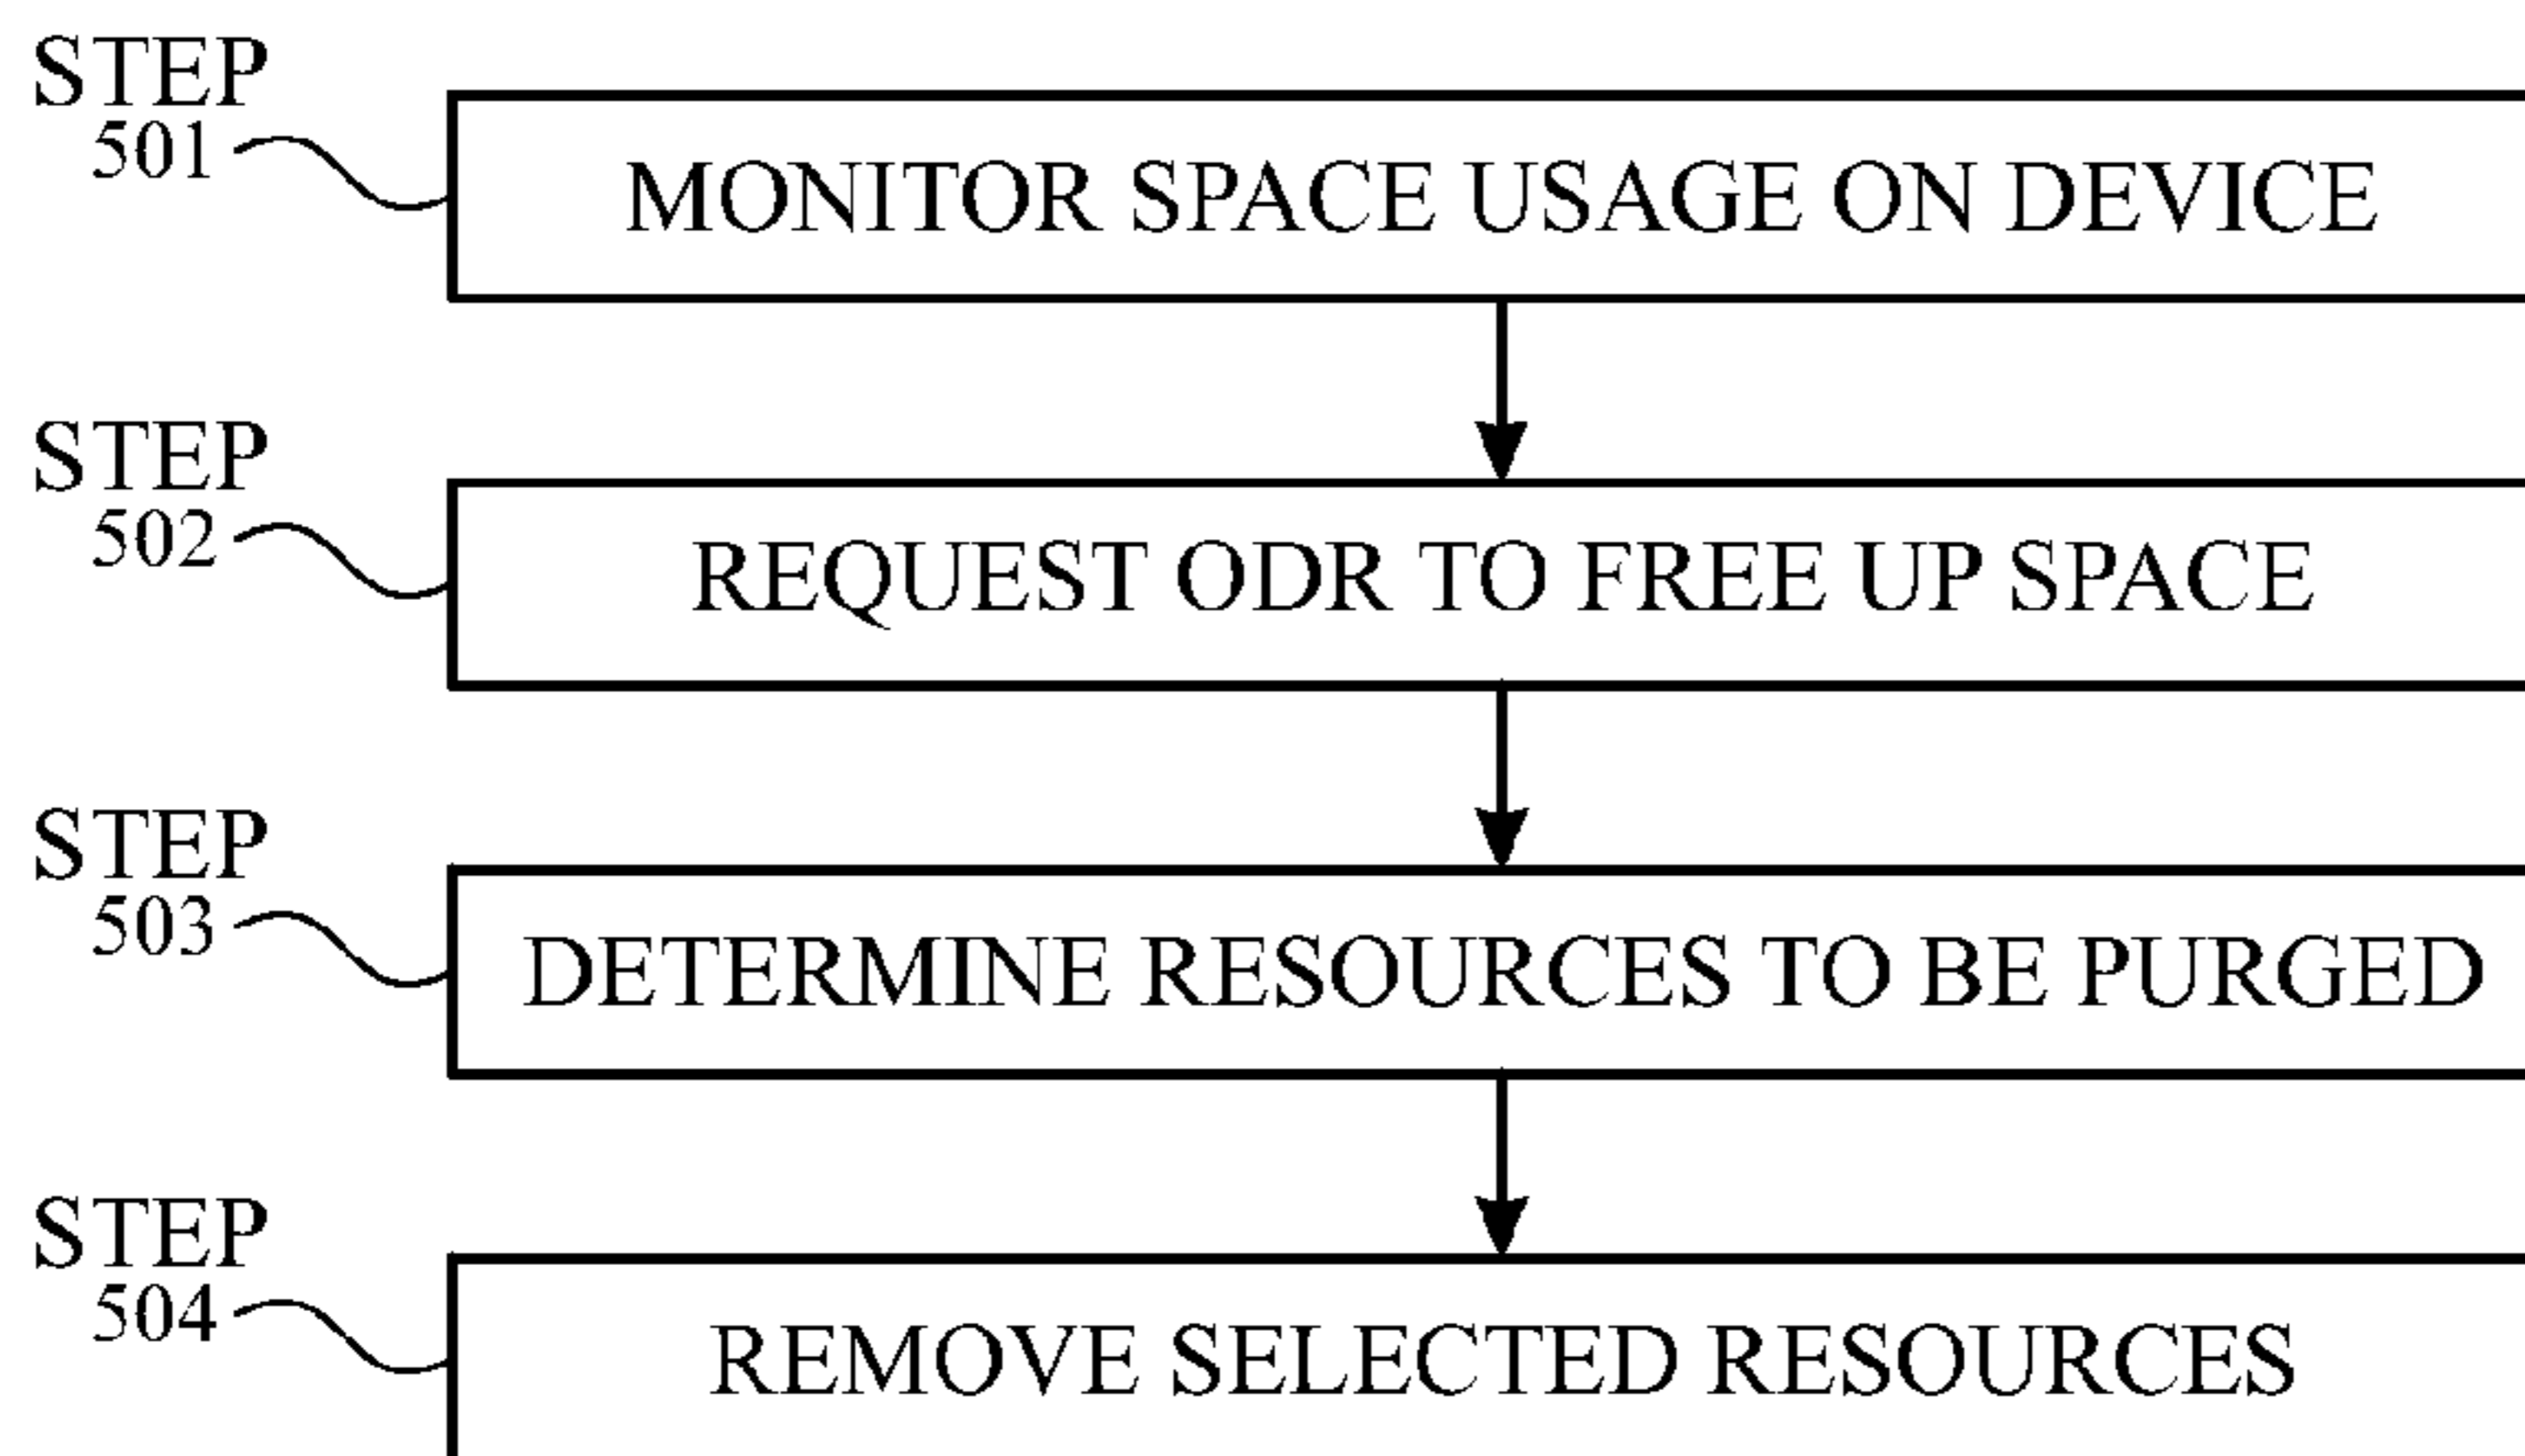 STEP
501
MONITOR SPACE USAGE ON DEVICE
STEP
502
REQUEST ODR TO FREE UP SPACE
STEP
503
DETERMINE RESOURCES TO BE PURGED
STEP
504
REMOVE SELECTED RESOURCES